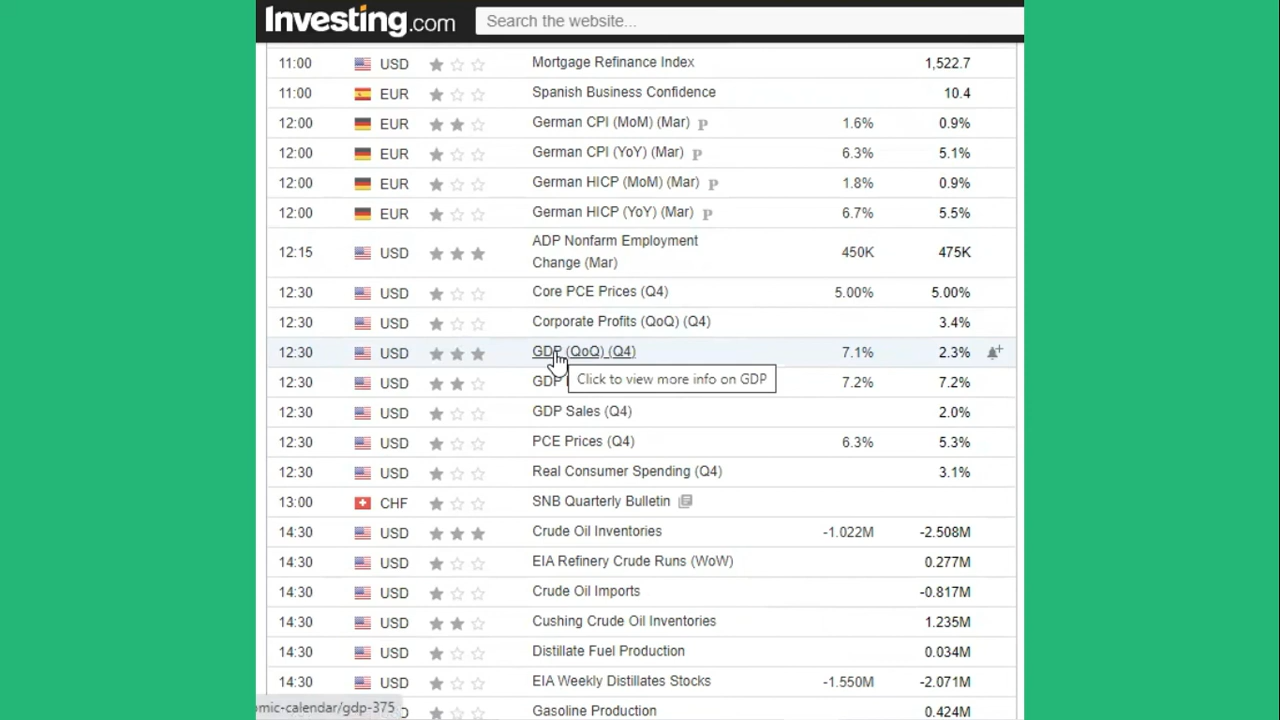 Investing.com Search the website...
11:00 USD Mortgage Refinance Index 1,522.7
11:00 EUR Spanish Business Confidence 10.4
12:00 EUR German CPI (MoM) (Mar) P 1.6% 0.9%
12:00 EUR German CPI (YoY) (Mar) P 6.3% 5.1%
12:00 EUR German HICP (MoM) (Mar) P 1.8% 0.9%
12:00 EUR German HICP (YoY) (Mar) P 6.7% 5.5%
12:15 USD ADP Nonfarm Employment 450K 475K
Change (Mar)
12:30 USD Core PCE Prices (Q4) 5.00% 5.00%
12:30 USD Corporate Profits (QoQ) (Q4) 3.4%
12:30 USD GDP (QoQ) (Q4) 7.1% 2.3%
Click to view more info on GDP
12:30 USD GDP 7.2% 7.2%
12:30 USD GDP Sales (Q4) 2.0%
12:30 USD PCE Prices (Q4) 6.3% 5.3%
12:30 USD Real Consumer Spending (Q4) 3.1%
13:00 CHF SNB Quarterly Bulletin
14:30 USD Crude Oil Inventories -1.022M -2.508M
14:30 USD EIA Refinery Crude Runs (WoW) 0.277M
14:30 USD Crude Oil Imports -0.817M
14:30 USD Cushing Crude Oil Inventories 1.235M
14:30 USD Distillate Fuel Production 0.034M
14:30 USD EIA Weekly Distillates Stocks -1.550M -2.071M
Gasoline Production 0.424M
omic-calendar/gdp-375